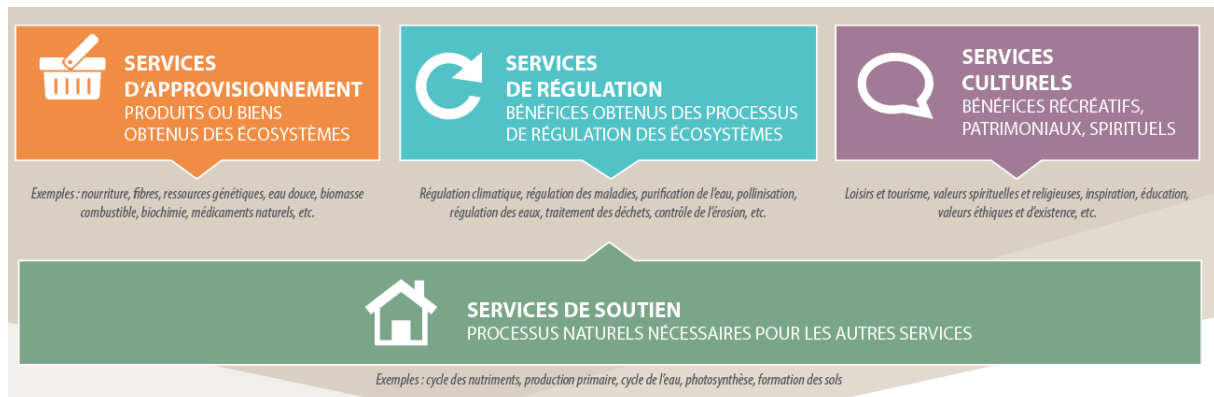 SERVICES
D’APPROVISIONNEMENT
PRODUITS OU BIENS
OBTENUS DES ÉCOSYSTÈMES
Exemples : nourriture, fibres, ressources génétiques, eau douce, biomasse
combustible, biochimie, médicaments naturels, etc.
SERVICES
DE RÉGULATION
BÉNÉFICES OBTENUS DES PROCESSUS
DE RÉGULATION DES ÉCOSYSTÈMES
Régulation climatique, régulation des maladies, purification de l’eau, pollinisation,
régulation des eaux, traitement des déchets, contrôle de l’érosion, etc.
SERVICES
CULTURELS
BÉNÉFICES RÉCRÉATIFS,
PATRIMONIAUX, SPIRITUELS
Loisirs et tourisme, valeurs spirituelles et religieuses, inspiration, éducation,
valeurs éthiques et d’existence, etc.
SERVICES DE SOUTIEN
PROCESSUS NATURELS NÉCESSAIRES POUR LES AUTRES SERVICES
Exemples : cycle des nutriments, production primaire, cycle de l’eau, photosynthèse, formation des sols